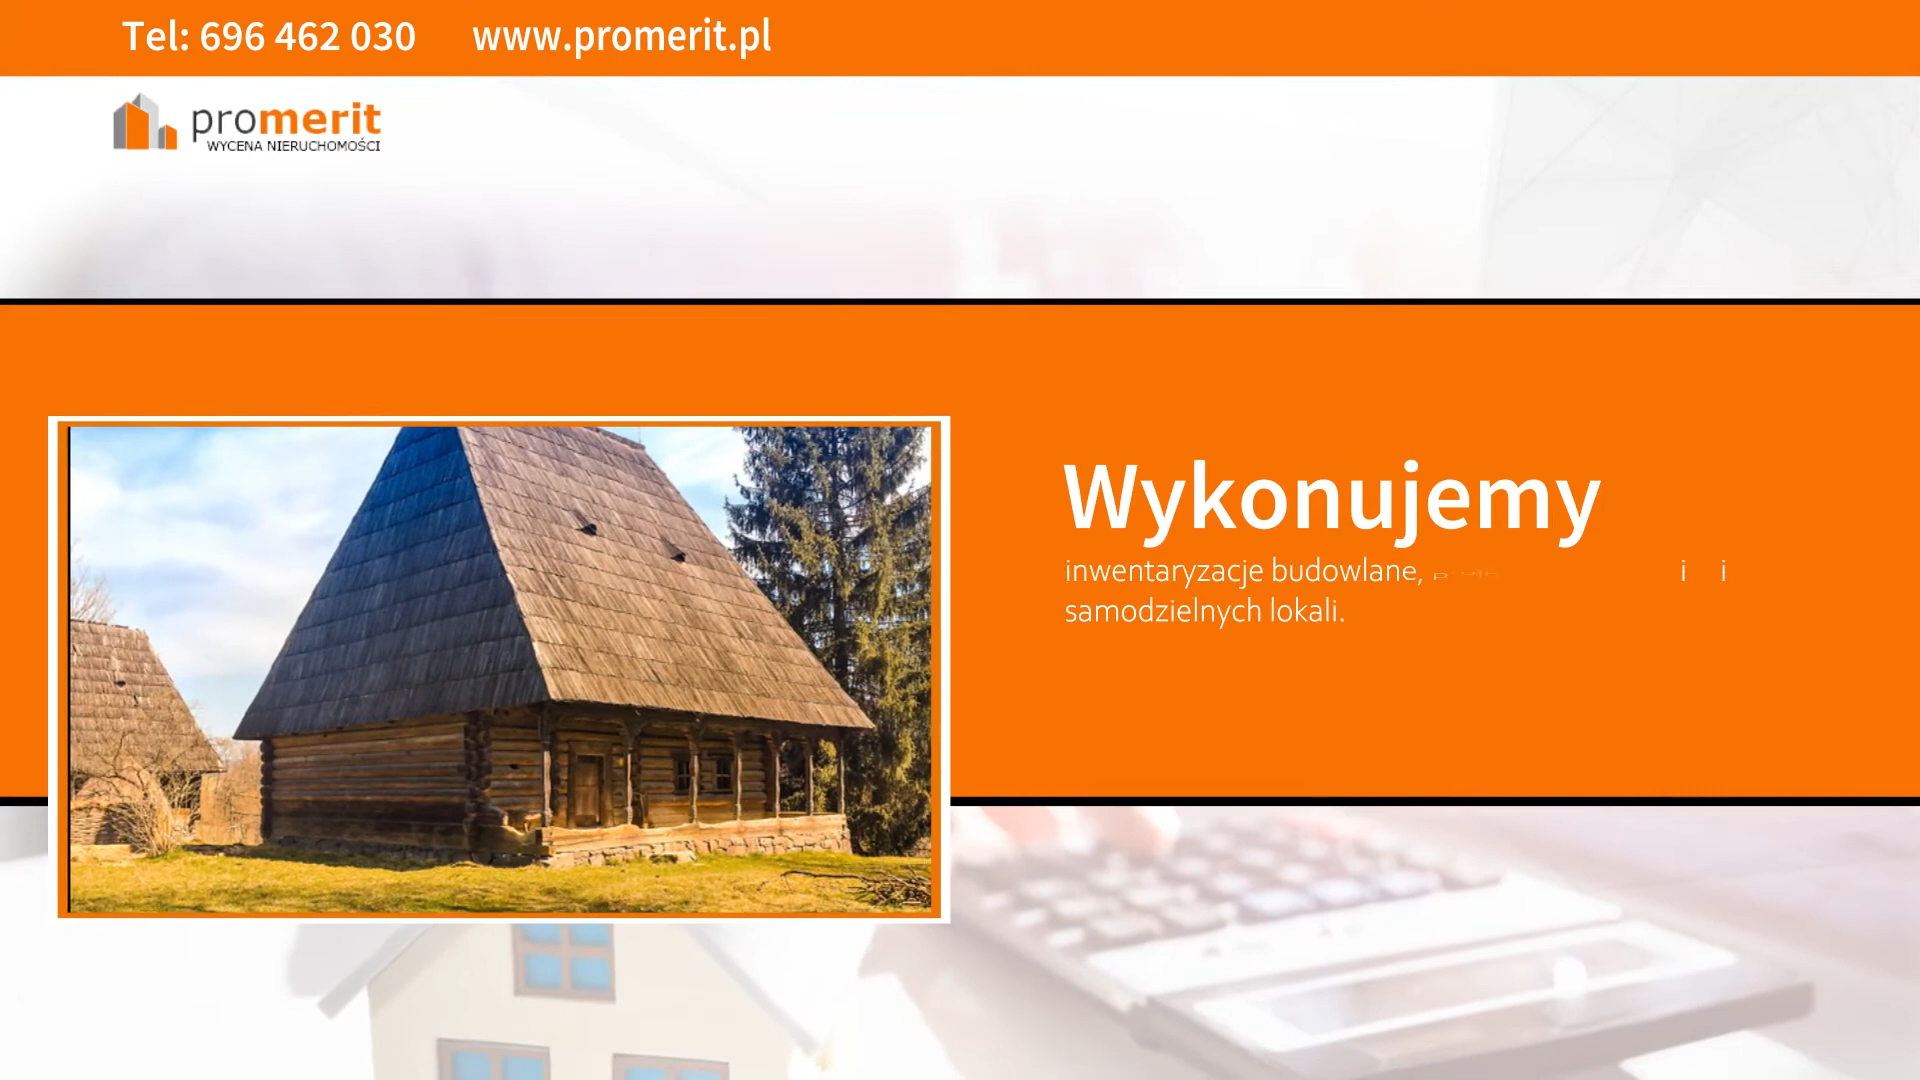 Tel: 696 462 030 www.promerit.pl
promerit
WYCENA NIERUCHOMOŚCI
Wykonujemy
inwentaryzacje budowlane,
samodzielnych lokali.